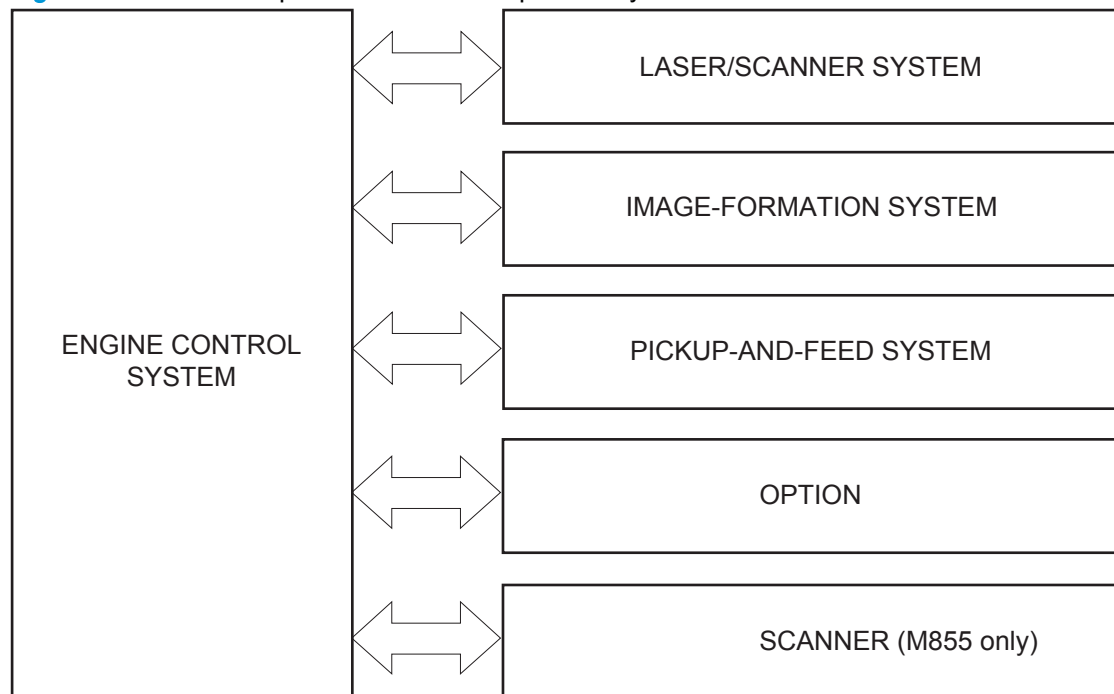 LASER/SCANNER SYSTEM
IMAGE-FORMATION SYSTEM
ENGINE CONTROL
SYSTEM
PICKUP-AND-FEED SYSTEM
OPTION
SCANNER (M855 only)